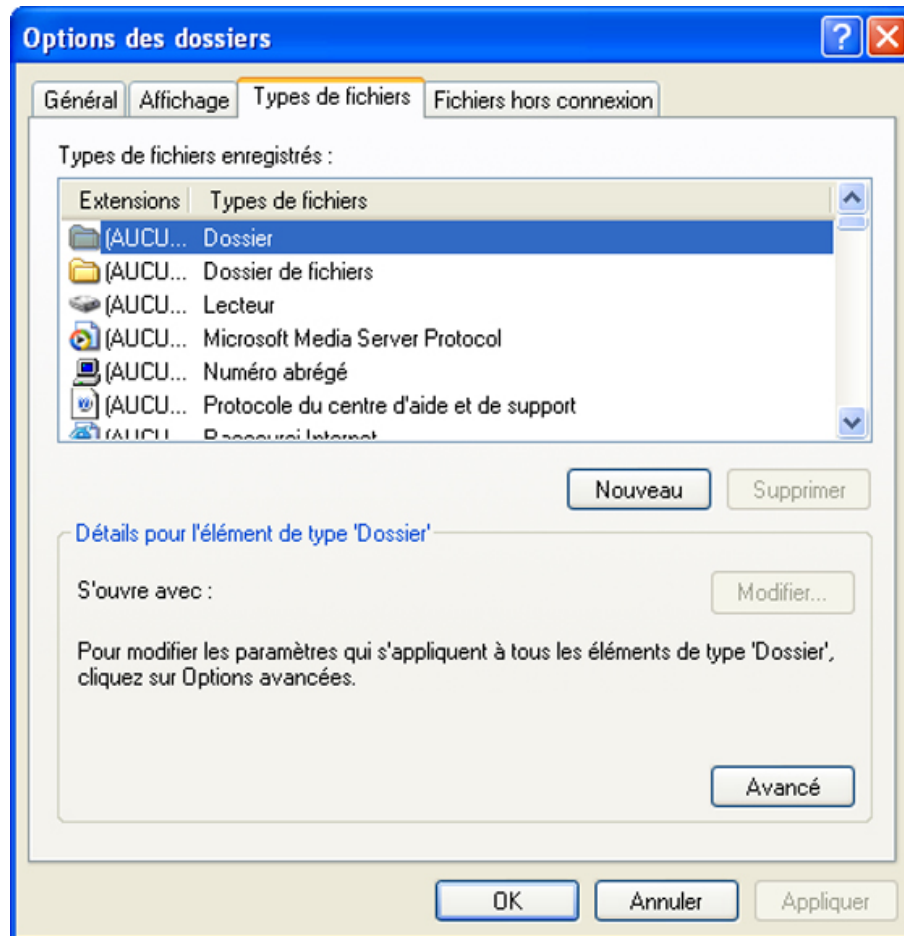 Options des dossiers
Général Affichage Types de fichiers Fichiers hors connexion
Types de fichiers enregistrés :
Extensions Types de fichiers
(AUCU... Dossier
(AUCU... Dossier de fichiers
(AUCU... Lecteur
(AUCU... Microsoft Media Server Protocol
(AUCU... Numéro abrégé
(AUCU... Protocole du centre d'aide et de support
(AUCU... Raccourci Internet
Nouveau Supprimer
Détails pour l'élément de type 'Dossier'
S'ouvre avec : Modifier...
Pour modifier les paramètres qui s'appliquent à tous les éléments de type 'Dossier',
cliquez sur Options avancées.
Avancé
OK Annuler Appliquer